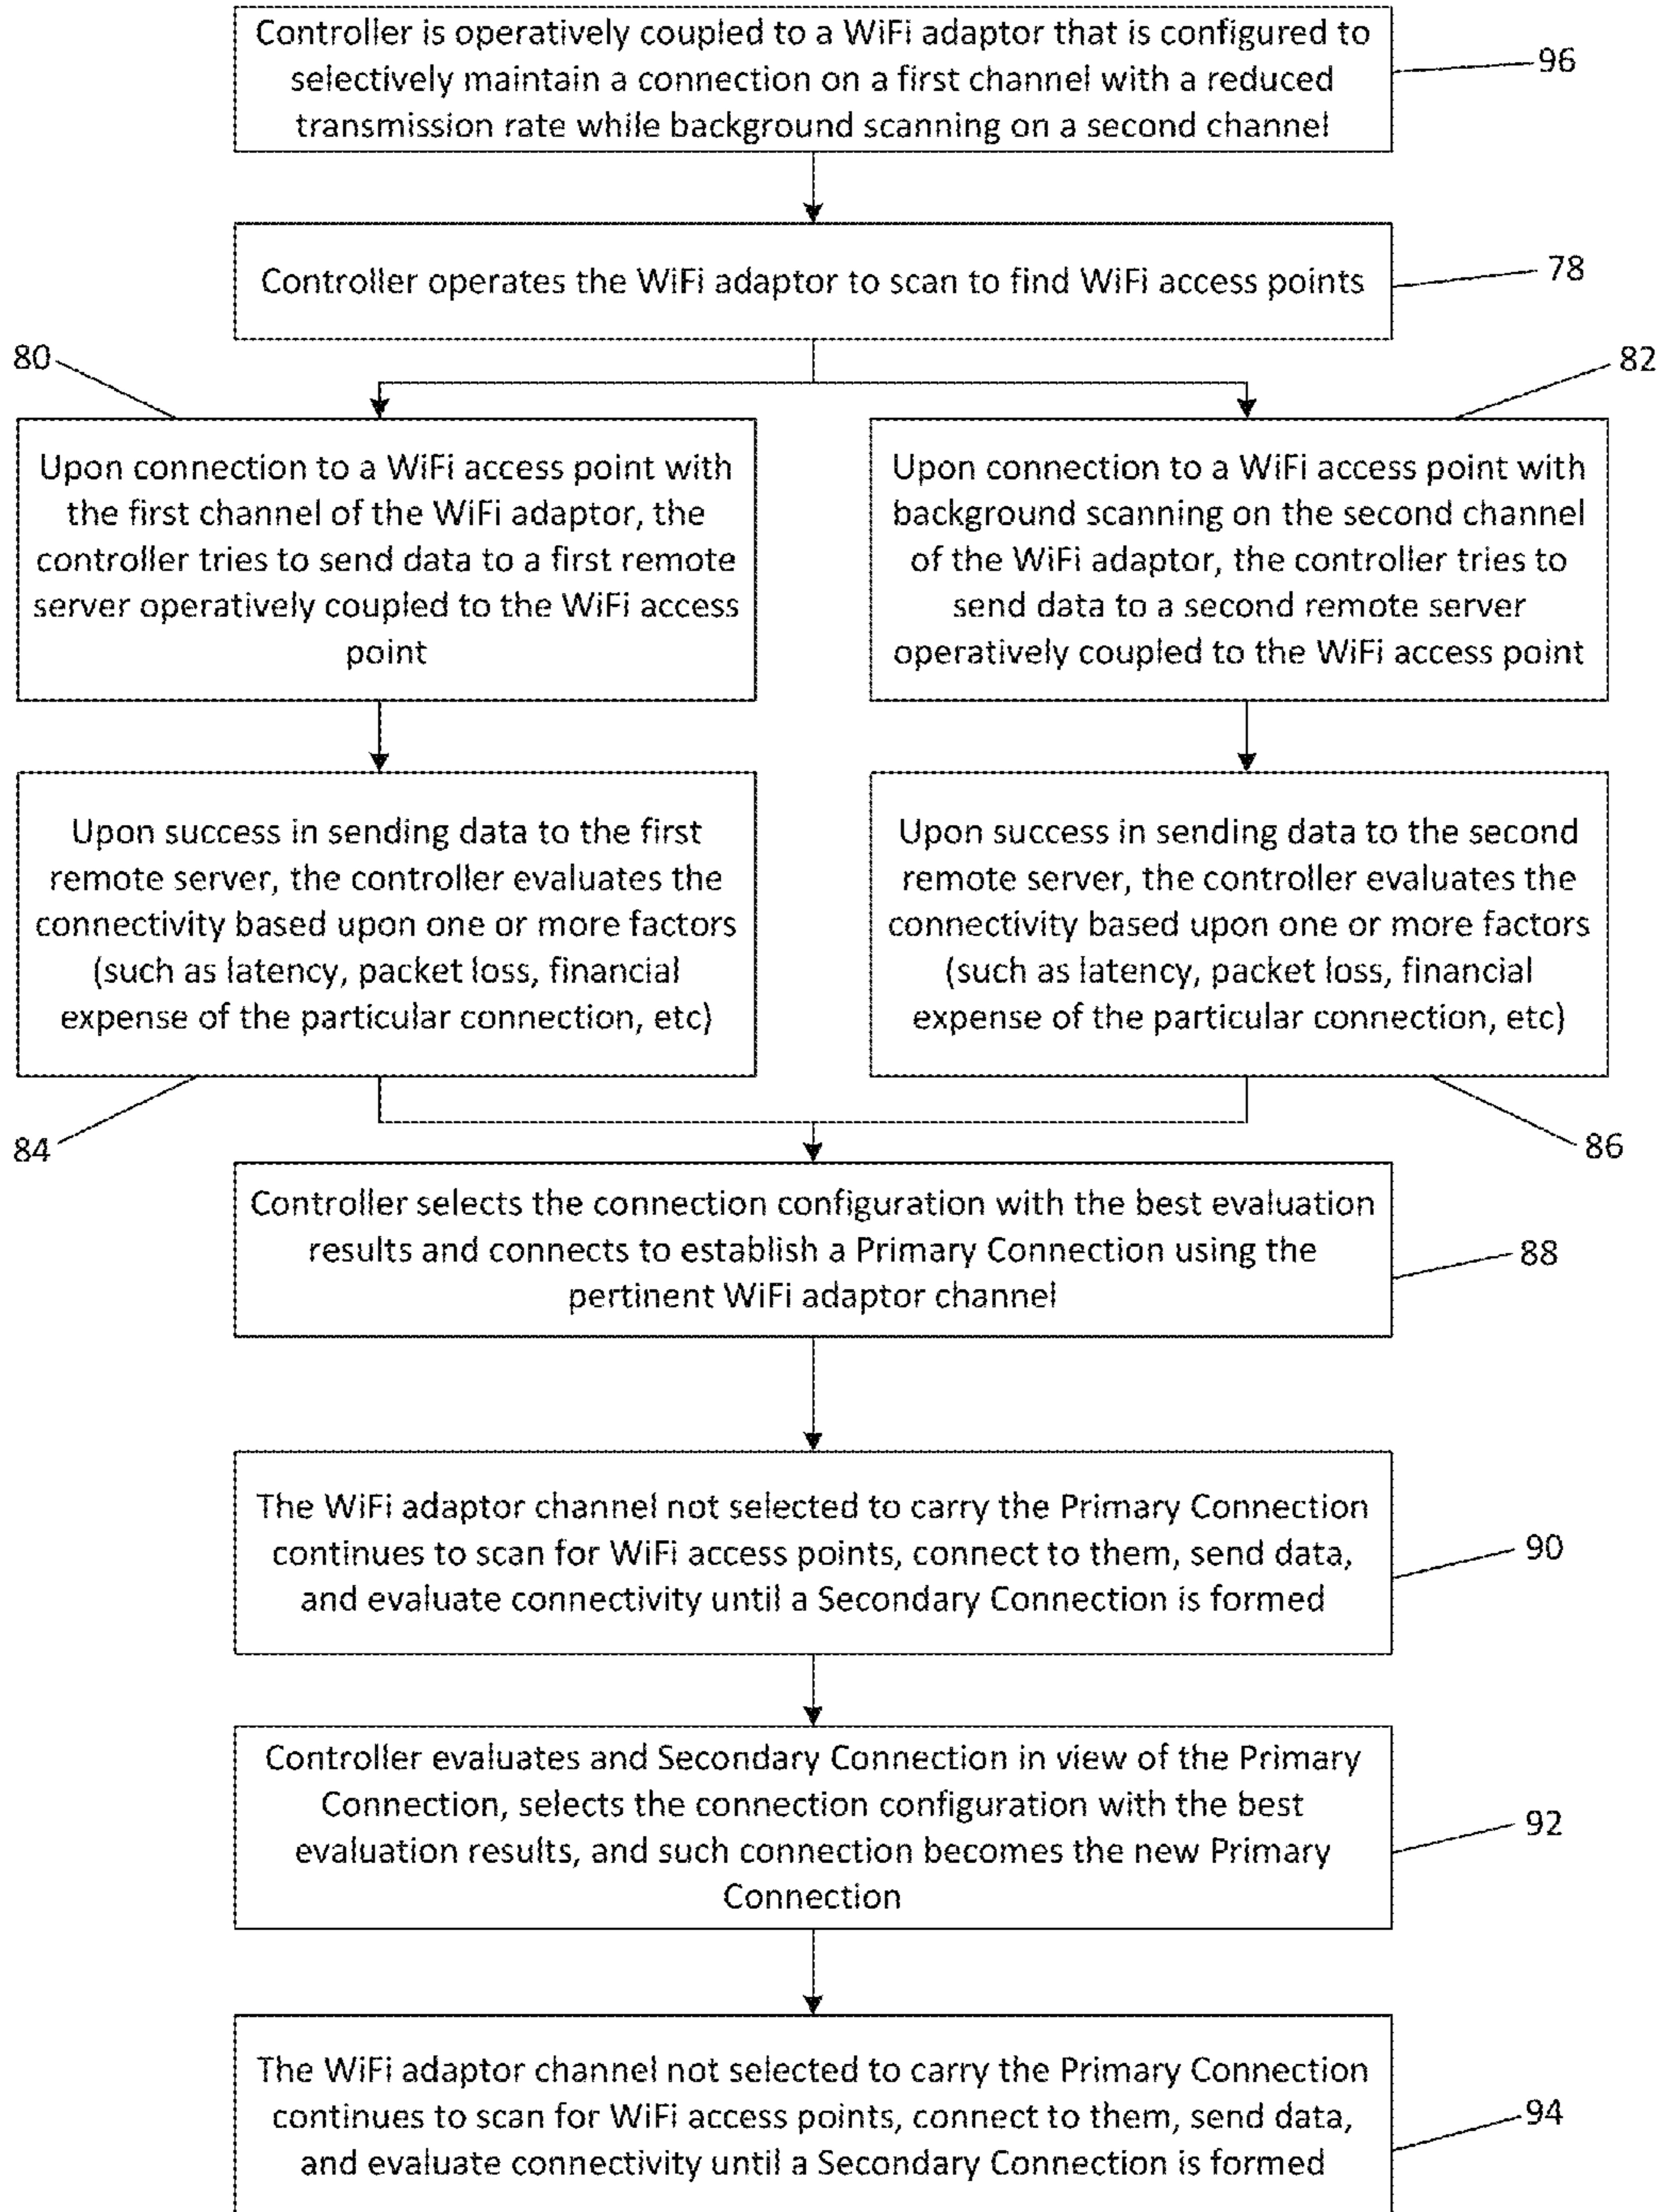 Controller is operatively coupled to a WiFi adaptor that is configured to
selectively maintain a connection on a first channel with a reduced
transmission rate while background scanning on a second channel
96
Controller operates the WiFi adaptor to scan to find WiFi access points
78
80
82
Upon connection to a WiFi access point with
the first channel of the WiFi adaptor, the
controller tries to send data to a first remote
server operatively coupled to the WiFi access
point
Upon connection to a WiFi access point with
background scanning on the second channel
of the WiFi adaptor, the controller tries to
send data to a second remote server
operatively coupled to the WiFi access point
Upon success in sending data to the first
remote server, the controller evaluates the
connectivity based upon one or more factors
(such as latency, packet loss, financial
expense of the particular connection, etc)
Upon success in sending data to the second
remote server, the controller evaluates the
connectivity based upon one or more factors
(such as latency, packet loss, financial
expense of the particular connection, etc)
84
86
Controller selects the connection configuration with the best evaluation
results and connects to establish a Primary Connection using the
pertinent WiFi adaptor channel
88
The WiFi adaptor channel not selected to carry the Primary Connection
continues to scan for WiFi access points, connect to them, send data,
and evaluate connectivity until a Secondary Connection is formed
90
Controller evaluates and Secondary Connection in view of the Primary
Connection, selects the connection configuration with the best
evaluation results, and such connection becomes the new Primary
Connection
92
The WiFi adaptor channel not selected to carry the Primary Connection
continues to scan for WiFi access points, connect to them, send data,
and evaluate connectivity until a Secondary Connection is formed
94